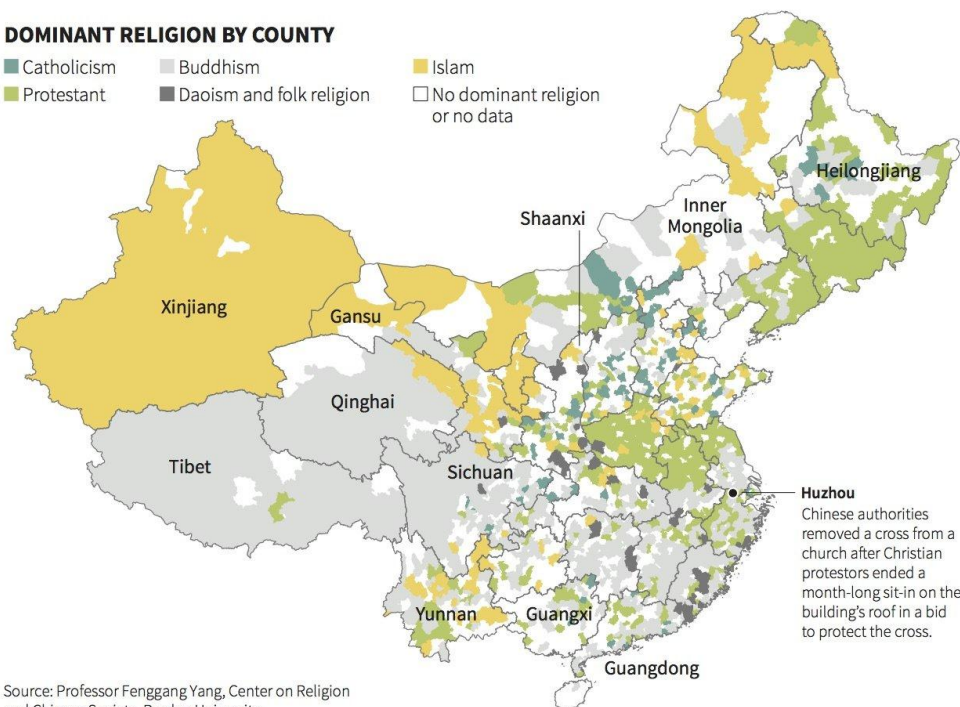 DOMINANT RELIGION BY COUNTY
Catholicism
Buddhism
Islam
Protestant
Daoism and folk religion
No dominant religion
or no data
Heilongjiang
Inner
Mongolia
Shaanxi
Xinjiang
Gansu
Qinghai
Tibet
Sichuan
Huzhou
Chinese authorities
removed a cross from a
church after Christian
protestors ended a
month-long sit-in on the
building's roof in a bid
to protect the cross.
Yunnan
Guangxi
Guangdong
Source: Professor Fenggang Yang, Center on Religion